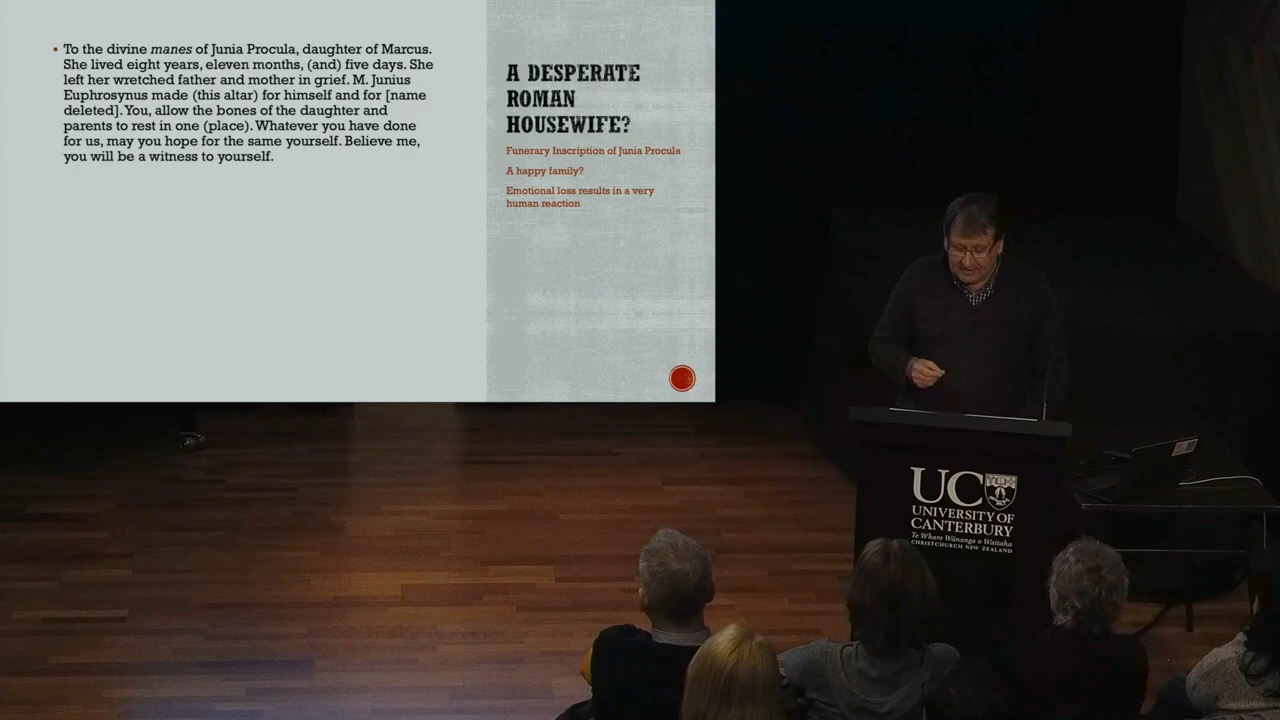 To the divine manes of Junia Procula, daughter of Marcus.
She lived eight years, eleven months, (and) five days. She
left her wretched father and mother in grief. M. Junius
Euphrosynus made (this altar) for himself and for [name
deleted]. You, allow the bones of the daughter and
parents to rest in one (place). Whatever you have done
for us, may you hope for the same yourself. Believe me,
you will be a witness to yourself.
A DESPERATE
ROMAN
HOUSEWIFE?
Funerary Inscription of Junia Procula
A happy family?
Emotional loss results in a very
human reaction
UC
UNIVERSITY OF
CANTERBURY
Te Whare Wānanga o Waitaha
CHRISTCHURCH NEW ZEALAND